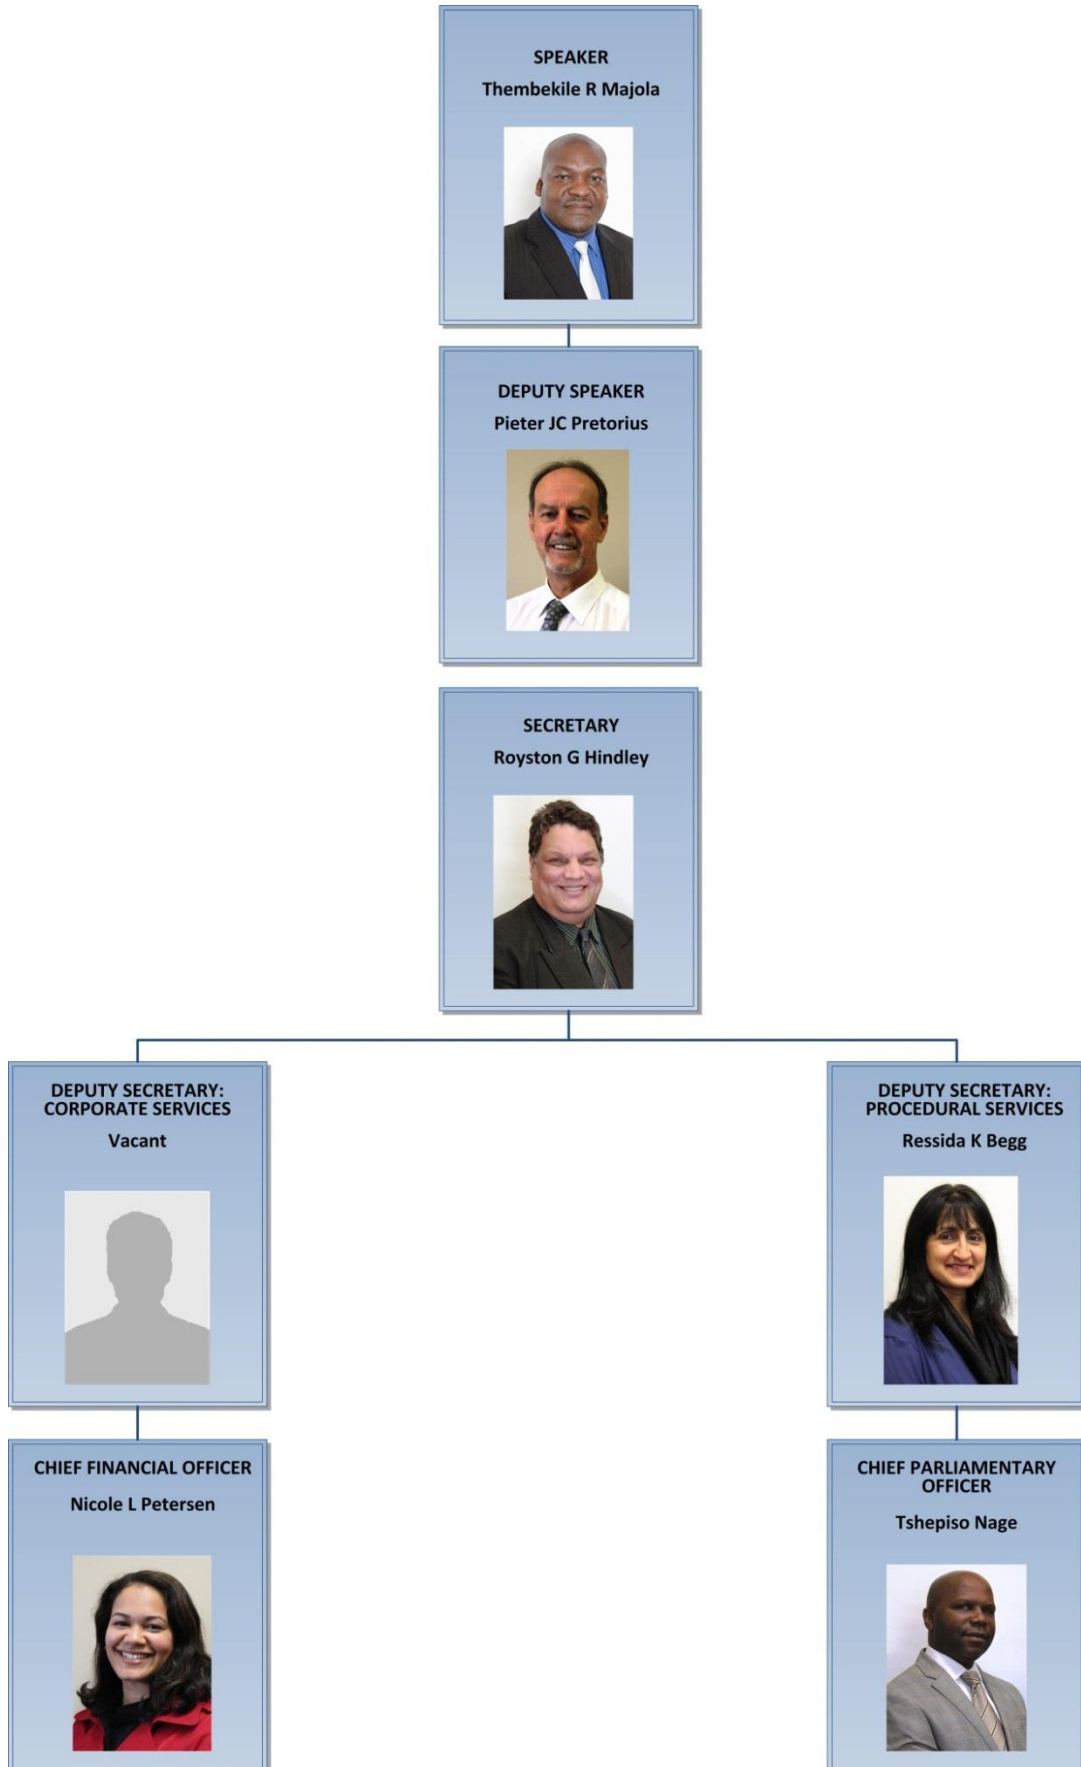 SPEAKER
Thembekile R Majola
DEPUTY SPEAKER
Pieter JC Pretorius
SECRETARY
Royston G Hindley
DEPUTY SECRETARY:
CORPORATE SERVICES
Vacant
DEPUTY SECRETARY:
PROCEDURAL SERVICES
Ressida K Begg
CHIEF FINANCIAL OFFICER
Nicole L Petersen
CHIEF PARLIAMENTARY
OFFICER
Tshepiso Nage